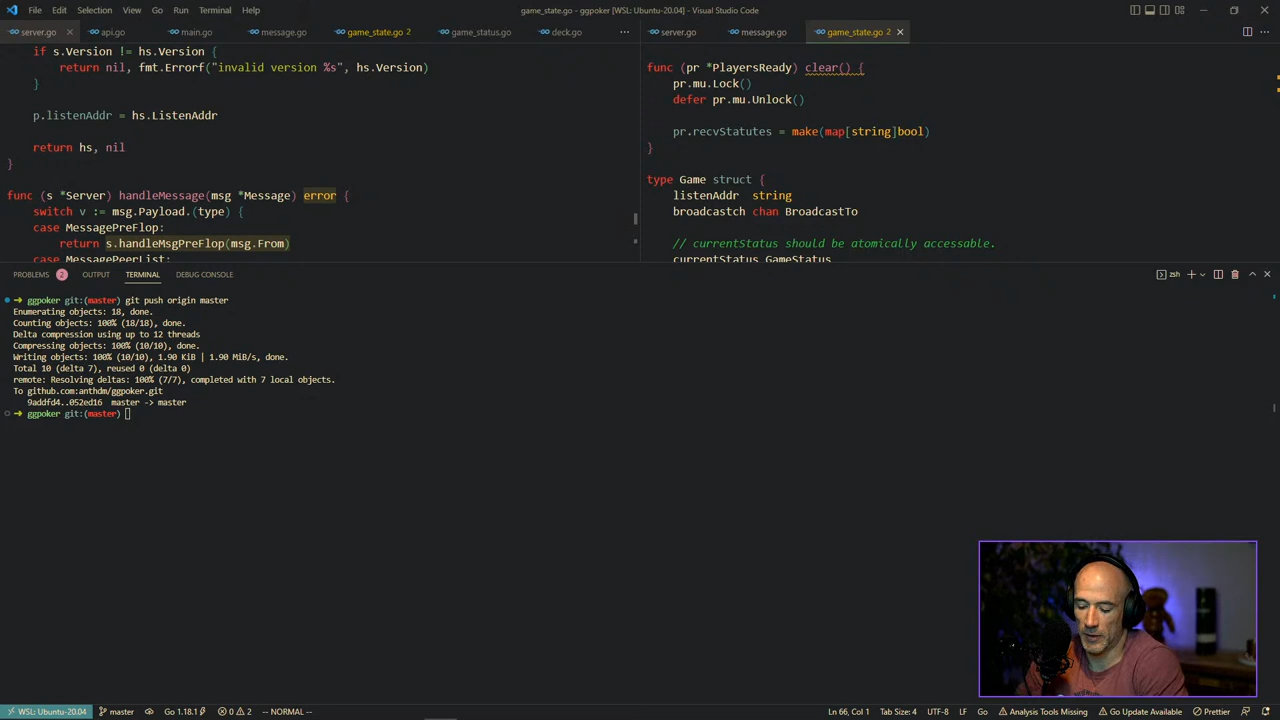 File Edit Selection View Go Run Terminal Help
game_state.go - ggpoker [WSL: Ubuntu-20.04] - Visual Studio Code
server.go api.go main.go message.go game_state.go 2 game_status.go deck.go
if s.Version != hs.Version {
return nil, fmt.Errorf("invalid version %s", hs.Version)
}
p.listenAddr = hs.ListenAddr
return hs, nil
}
func (s *Server) handleMessage(msg *Message) error {
switch v := msg.Payload.(type) {
case MessagePreFlop:
return s.handleMsgPreFlop(msg.From)
case MessagePeerList:
server.go message.go game_state.go 2
func (pr *PlayersReady) clear() {
pr.mu.Lock()
defer pr.mu.Unlock()
pr.recvStatutes = make(map[string]bool)
}
type Game struct {
listenAddr string
broadcastch chan BroadcastTo
// currentStatus should be atomically accessable.
currentStatus GameStatus
PROBLEMS 2 OUTPUT TERMINAL DEBUG CONSOLE
zsh
➜ ggpoker git:(master) git push origin master
Enumerating objects: 18, done.
Counting objects: 100% (18/18), done.
Delta compression using up to 12 threads
Compressing objects: 100% (10/10), done.
Writing objects: 100% (10/10), 1.90 KiB | 1.90 MiB/s, done.
Total 10 (delta 7), reused 0 (delta 0)
remote: Resolving deltas: 100% (7/7), completed with 7 local objects.
To github.com:anthdm/ggpoker.git
9addfd4..052ed16 master -> master
➜ ggpoker git:(master)
WSL: Ubuntu-20.04 master Go 1.18.1 0 2 -- NORMAL -- Ln 66, Col 1 Tab Size: 4 UTF-8 LF Go Analysis Tools Missing Go Update Available Prettier